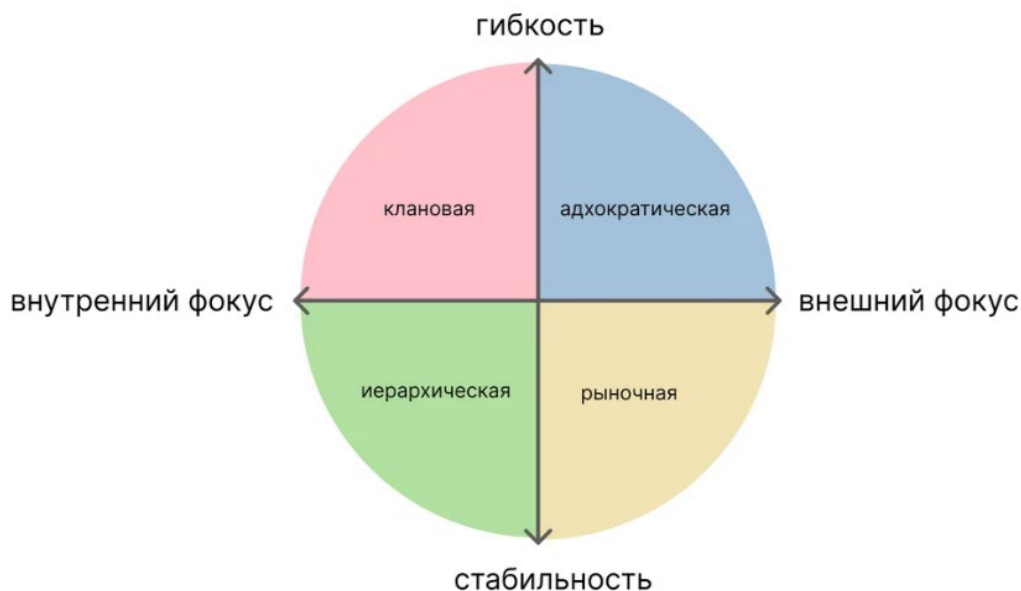 гибкость
клановая
адхократическая
внутренний фокус
внешний фокус
иерархическая
рыночная
стабильность